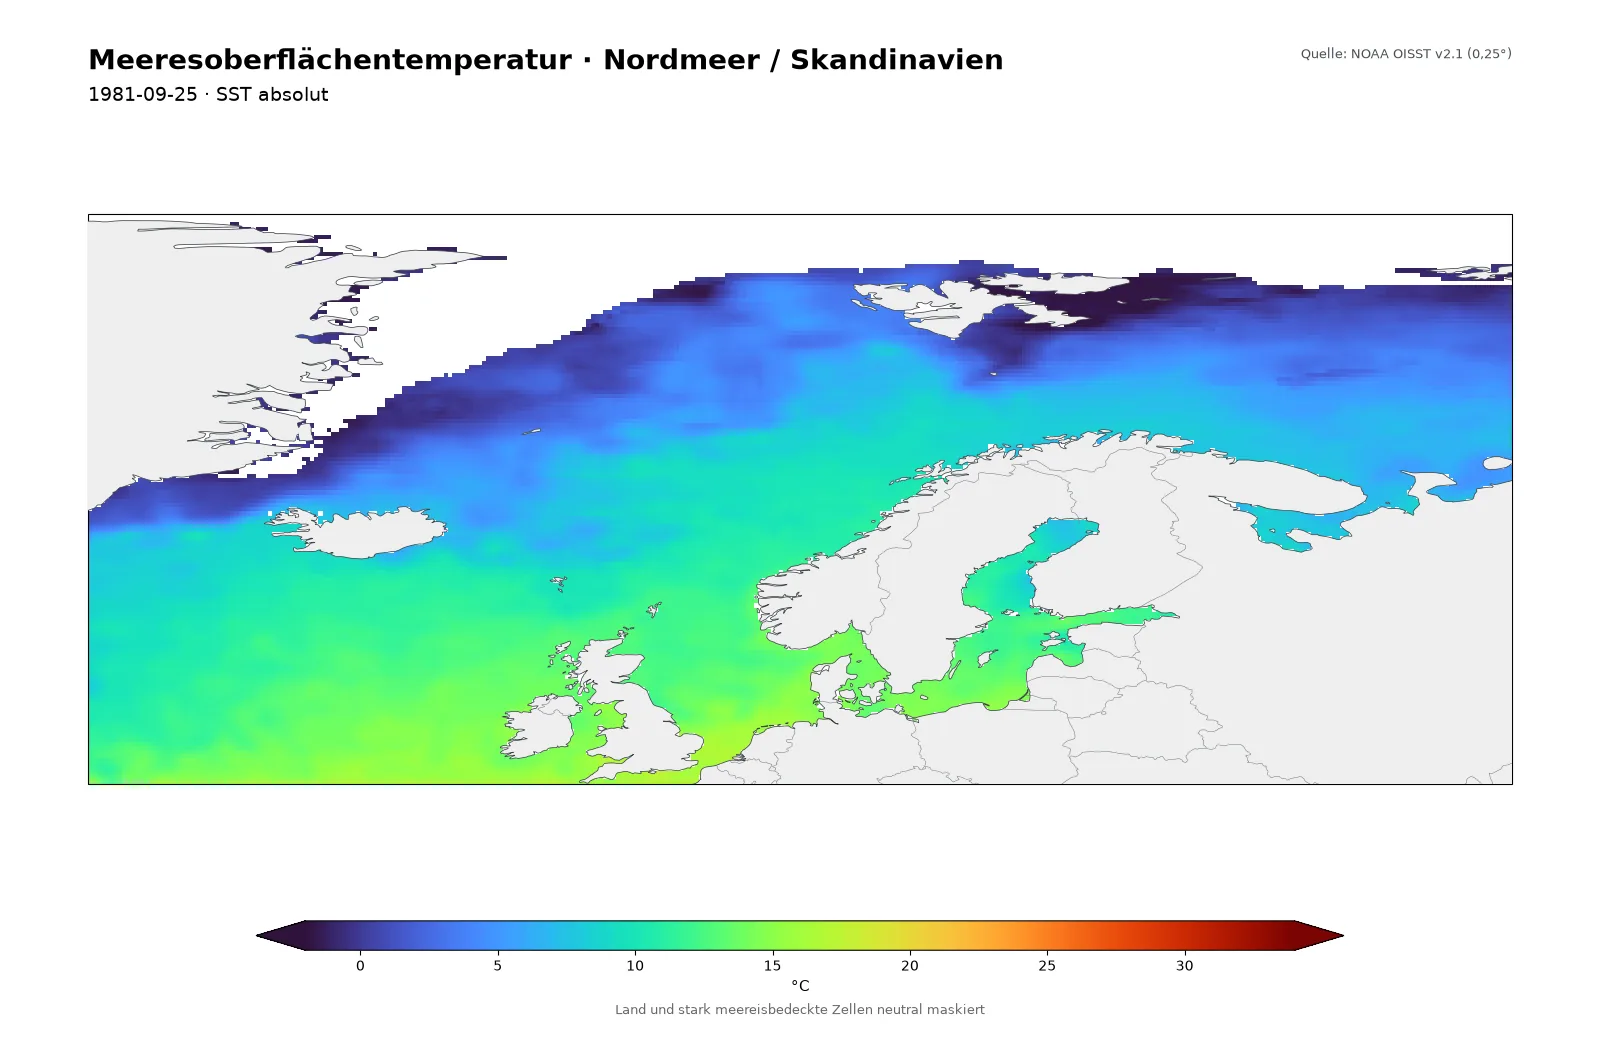 Meeresoberflächentemperatur · Nordmeer / Skandinavien
Quelle: NOAA OISST v2.1 (0,25°)
1981-09-25 · SST absolut
0 5 10 15 20 25 30
°C
Land und stark meereisbedeckte Zellen neutral maskiert